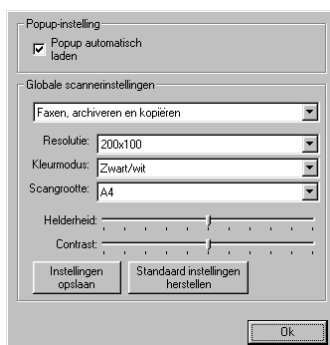 Popup-instelling
Popup automatisch
laden
Globale scannerinstellingen
Faxen, archiveren en kopiëren
Resolutie: 200x100
Kleurmodus: Zwart/wit
Scangrootte: A4
Helderheid:
Contrast:
Instellingen
opslaan
Standaard instellingen
herstellen
Ok